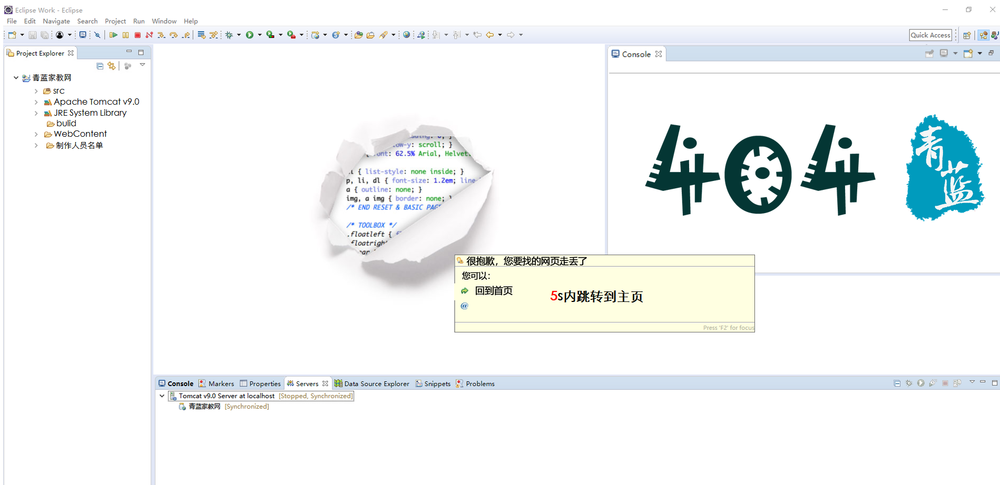 Eclipse Work - Eclipse
File Edit Navigate Search Project Run Window Help
Quick Access
Project Explorer
青蓝家教网
src
Apache Tomcat v9.0
JRE System Library
bulid
WebContent
制作人员名单
low-y: scroll; }
font: 62.5% Arial, Helvet
{ list-style: none inside; }
p, li, dl { font-size: 1.2em; line
a { outline: none; }
img, a img { border: none; }
/* END RESET & BASIC PAG
/* TOOLBOX */
.floatleft {
floatrigh
Console
404
青蓝
很抱歉，您要找的网页走丢了
您可以：
回到首页
5s内跳转到主页
@
Press 'F2' for focus
Console Markers Properties Servers Data Source Explorer Snippets Problems
Tomcat v9.0 Server at localhost [Stopped, Synchronized]
青蓝家教网 [Synchronized]